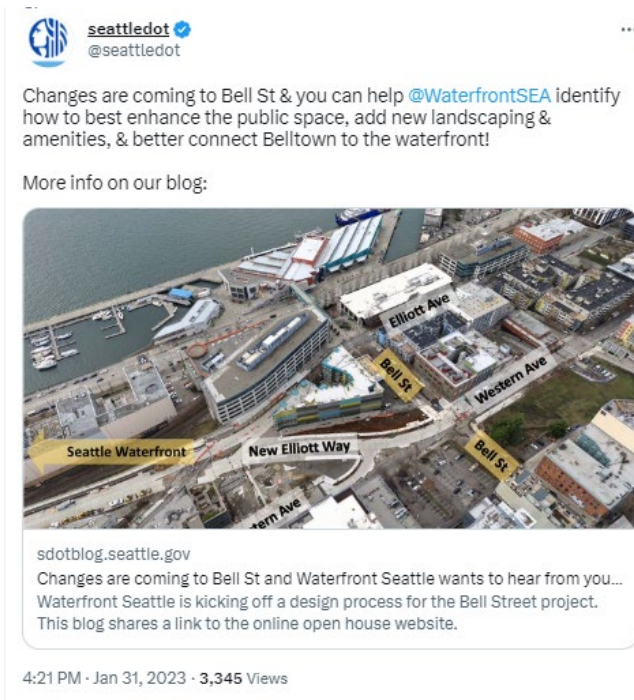 seattledot
@seattledot
Changes are coming to Bell St & you can help @WaterfrontSEA identify
how to best enhance the public space, add new landscaping &
amenities, & better connect Belltown to the waterfront!
More info on our blog:
Elliott Ave
Bell St
Western Ave
Seattle Waterfront
New Elliott Way
Bell St
tern Ave
sdotblog.seattle.gov
Changes are coming to Bell St and Waterfront Seattle wants to hear from you...
Waterfront Seattle is kicking off a design process for the Bell Street project.
This blog shares a link to the online open house website.
4:21 PM · Jan 31, 2023 · 3,345 Views